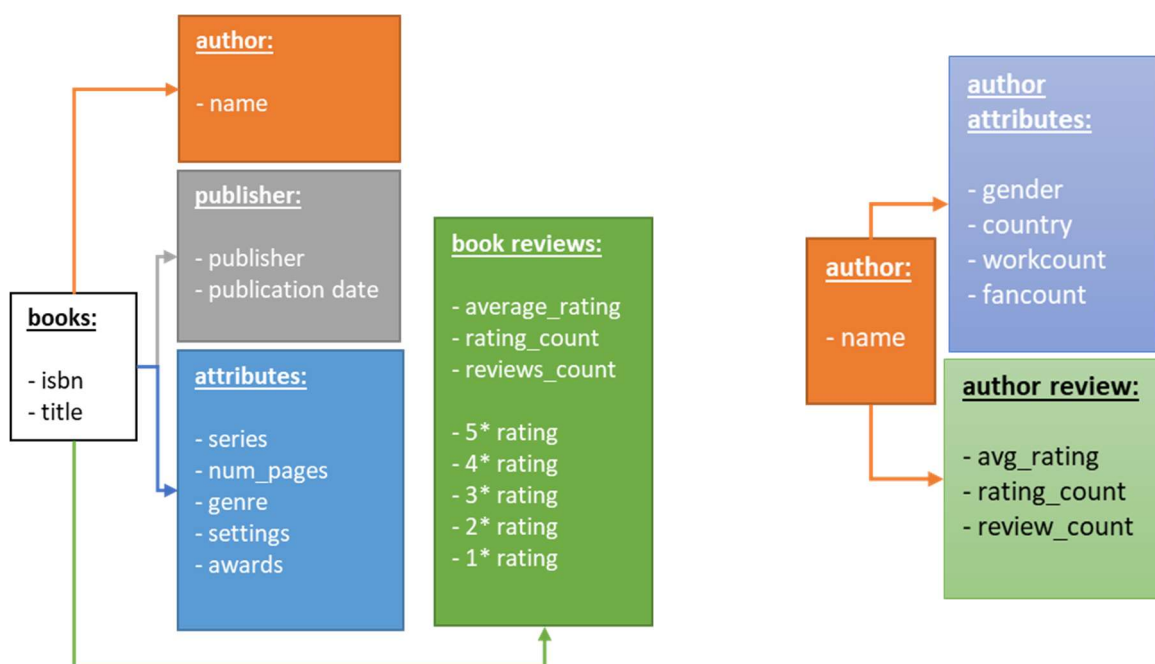 books:
- isbn
- title
author:
- name
publisher:
- publisher
- publication date
attributes:
- series
- num_pages
- genre
- settings
- awards
book reviews:
- average_rating
- rating_count
- reviews_count
- 5* rating
- 4* rating
- 3* rating
- 2* rating
- 1* rating
author:
- name
author
attributes:
- gender
- country
- workcount
- fancount
author review:
- avg_rating
- rating_count
- review_count